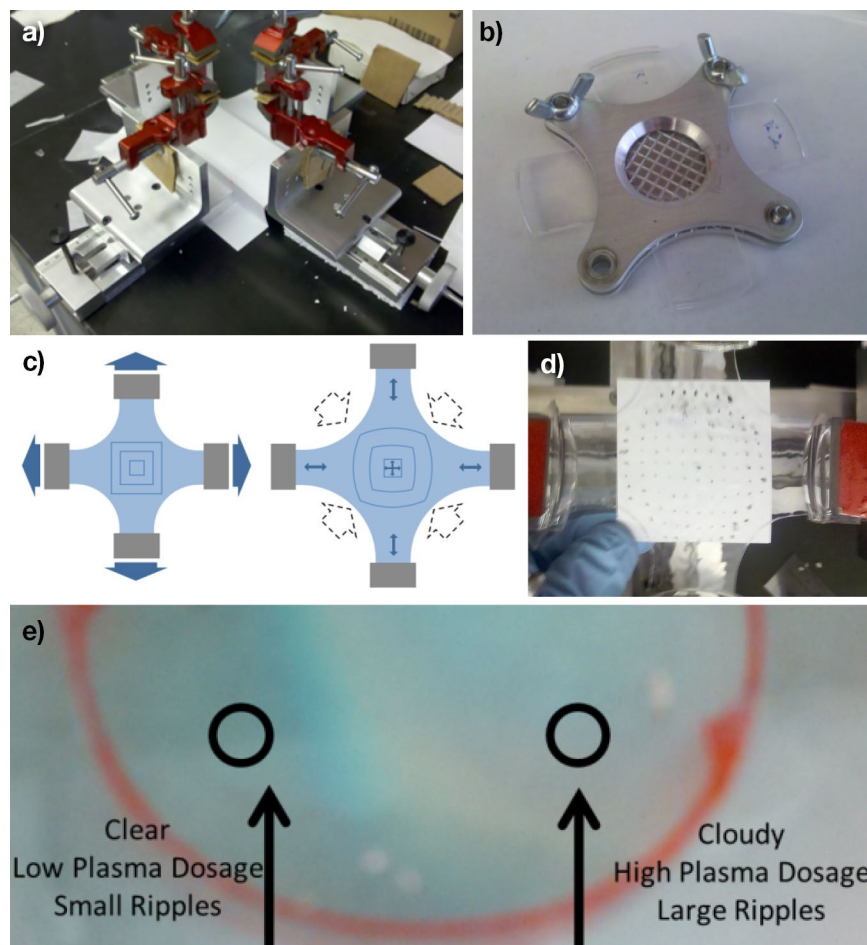 a)
b)
c)
d)
e)
Clear
Low Plasma Dosage
Small Ripples
Cloudy
High Plasma Dosage
Large Ripples